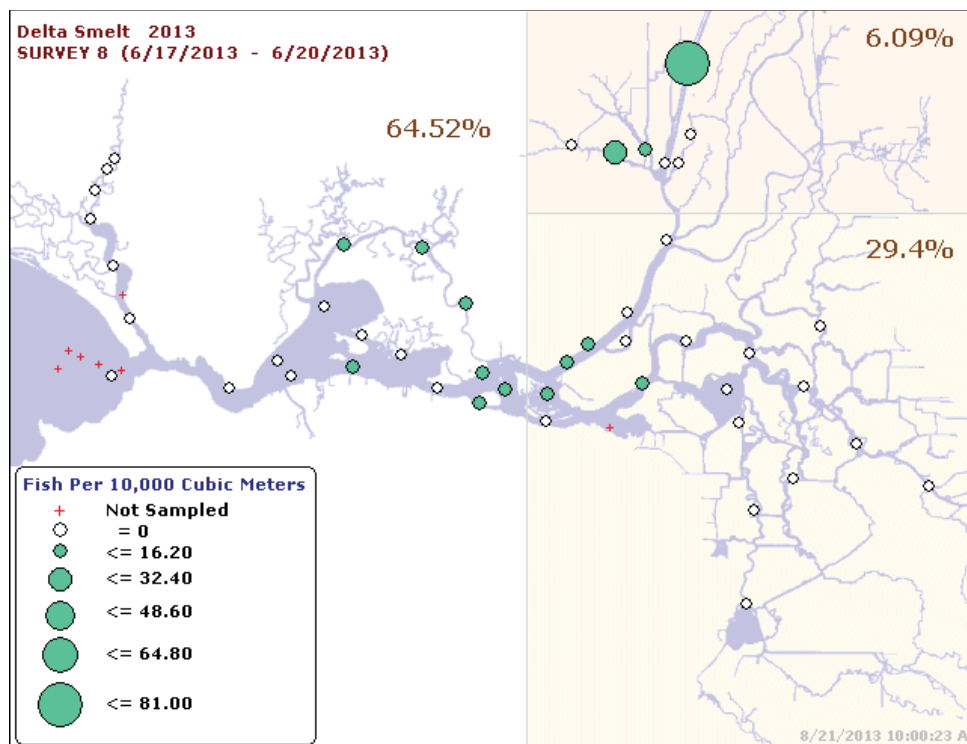 Delta Smelt 2013
SURVEY 8 (6/17/2013 - 6/20/2013)
6.09%
64.52%
29.4%
Fish Per 10,000 Cubic Meters
Not Sampled
= 0
<= 16.20
<= 32.40
<= 48.60
<= 64.80
<= 81.00
8/21/2013 10:00:23 A